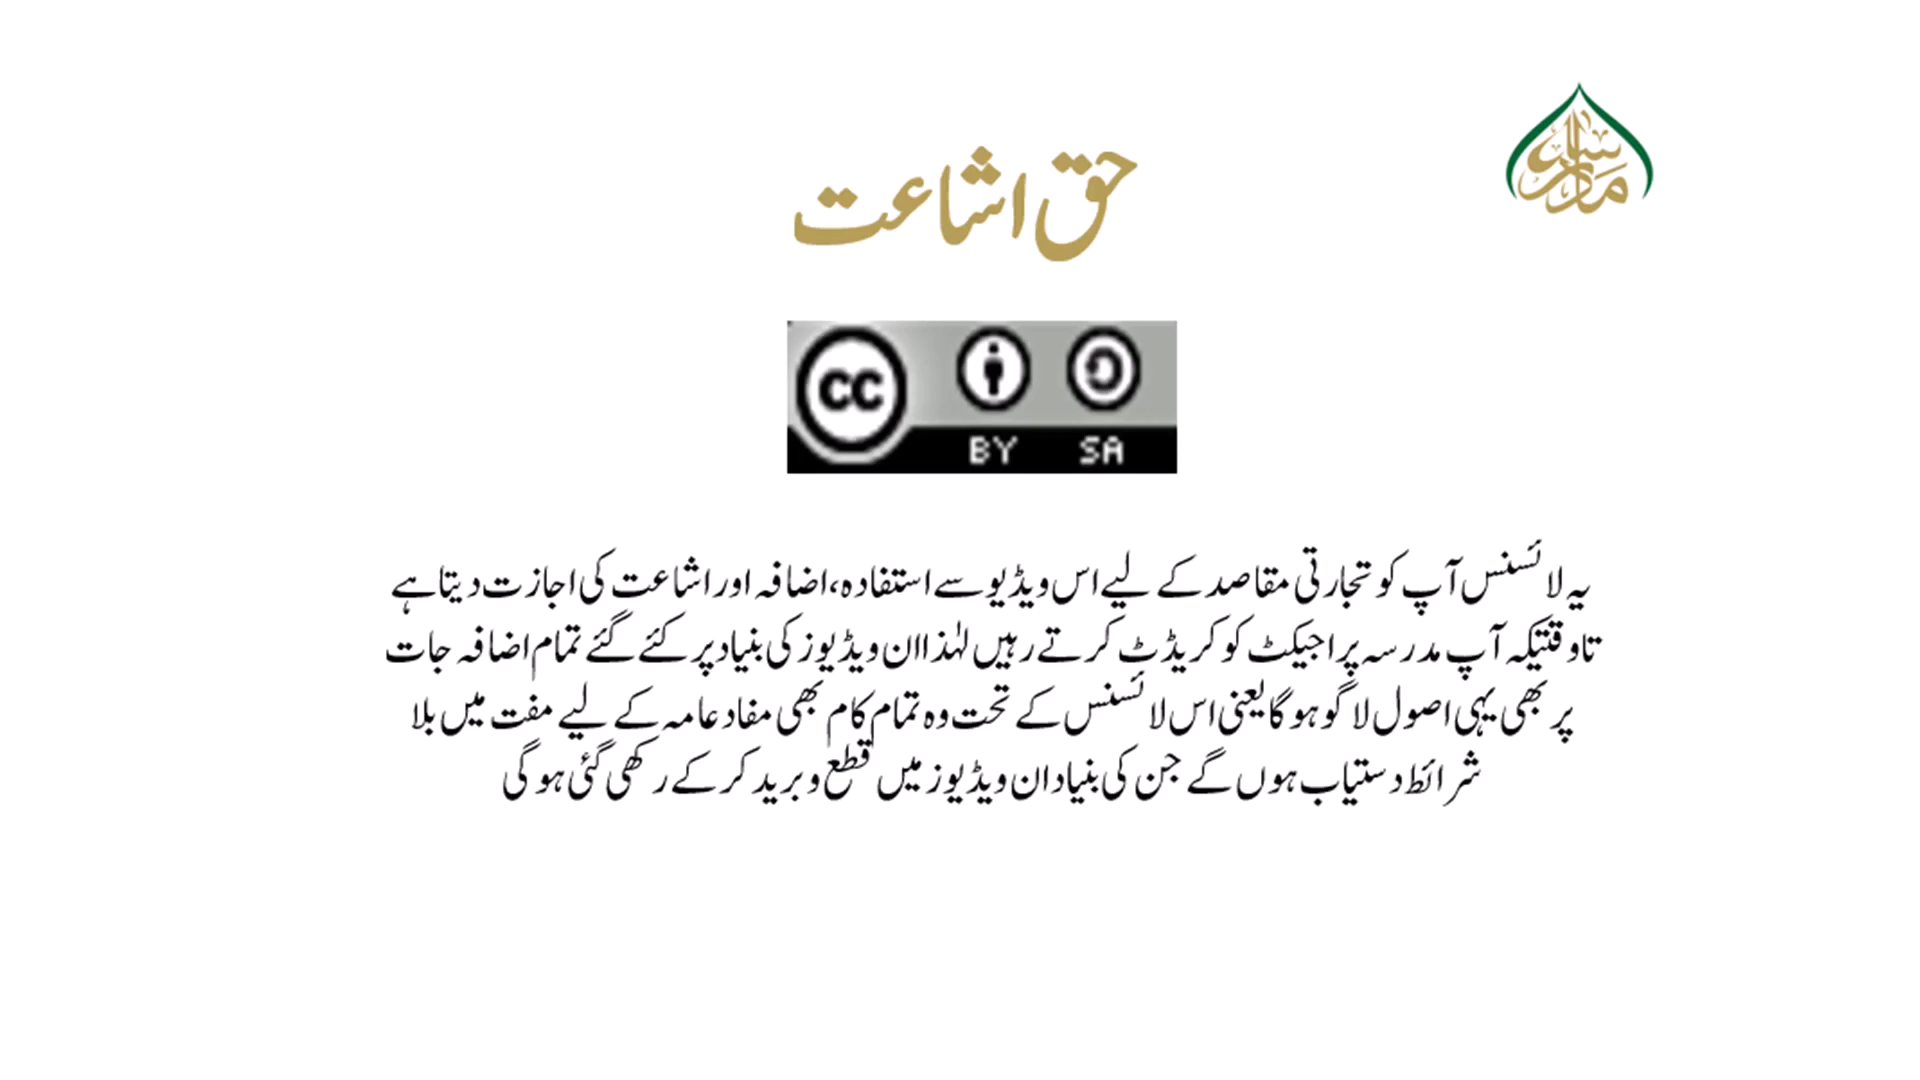 مدرسہ
حق اشاعت
CC BY SA
یہ لائسنس آپ کو تجارتی مقاصد کے لیے اس ویڈیو سے استفادہ، اضافہ اور اشاعت کی اجازت دیتا ہے
تاوقتیکہ آپ مدرسہ پراجیکٹ کو کریڈٹ کرتے رہیں لہٰذا ان ویڈیوز کی بنیاد پر کئے گئے تمام اضافہ جات
پر بھی یہی اصول لاگو ہوگا یعنی اس لائسنس کے تحت وہ تمام کام بھی مفاد عامہ کے لیے مفت میں بلا
شرائط دستیاب ہوں گے جن کی بنیاد ان ویڈیوز میں قطع و برید کر کے رکھی گئی ہوگی